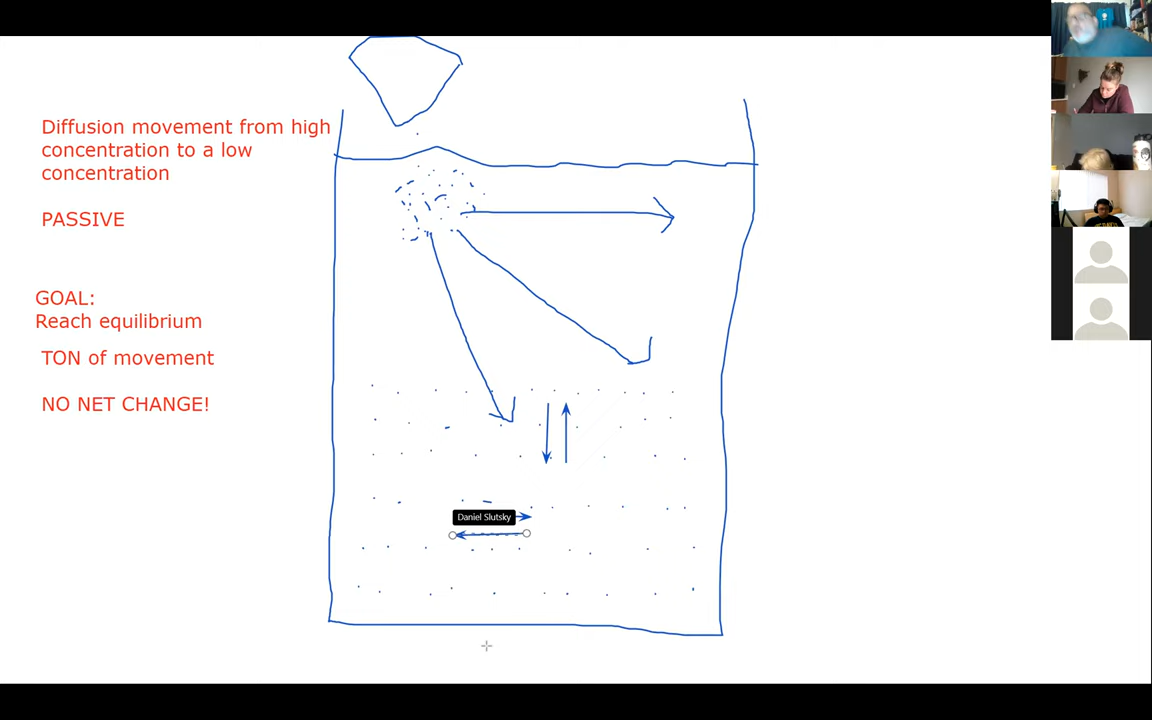 Diffusion movement from high
concentration to a low
concentration
PASSIVE
GOAL:
Reach equilibrium
TON of movement
NO NET CHANGE!
Daniel Slutsky